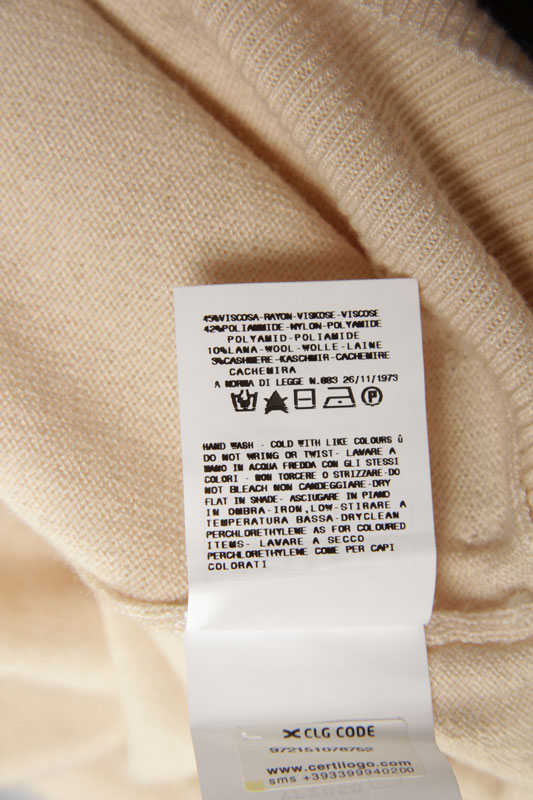 45%VISCOSA-RAYON-VISKOSE-VISCOSE
42%POLIAMMIDE-NYLON-POLYAMIDE
POLYAMID-POLIAMIDE
10%LANA-WOOL-WOLLE-LAINE
3%CASHMERE-KASCHMIR-CACHEMIRE
CACHEMIRA
A NORMA DI LEGGE N.883 26/11/1973
P
HAND WASH - COLD WITH LIKE COLOURS ù
DO NOT WRING OR TWIST- LAVARE A
MANO IN ACQUA FREDDA CON GLI STESSI
COLORI - NON TORCERE O STRIZZARE-DO
NOT BLEACH NON CANDEGGIARE-DRY
FLAT IN SHADE- ASCIUGARE IN PIANO
IN OMBRA-IRON,LOW-STIRARE A
TEMPERATURA BASSA-DRYCLEAN
PERCHLORETHYLENE AS FOR COLOURED
ITEMS- LAVARE A SECCO
PERCHLORETHYLENE COME PER CAPI
COLORATI
CLG CODE
972151078762
www.certilogo.com
sms +393399940200